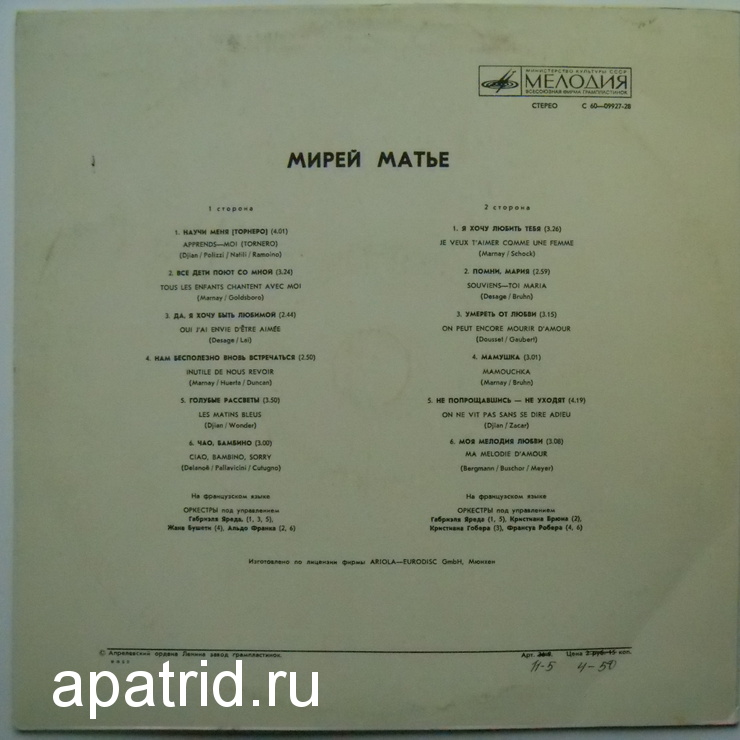 МИНИСТЕРСТВО КУЛЬТУРЫ СССР
МЕЛОДИЯ
ВСЕСОЮЗНАЯ ФИРМА ГРАМПЛАСТИНОК
СТЕРЕО С 60—09927-28
МИРЕЙ МАТЬЕ
1 сторона
1. НАУЧИ МЕНЯ (ТОРНЕРО) (4.01)
APPRENDS—MOI (TORNERO)
(Djian / Polizzi / Natili / Ramoino)
2. ВСЕ ДЕТИ ПОЮТ СО МНОЙ (3.24)
TOUS LES ENFANTS CHANTENT AVEC MOI
(Marnay / Goldsboro)
3. ДА, Я ХОЧУ БЫТЬ ЛЮБИМОЙ (2.44)
OUI J'AI ENVIE D'ÊTRE AIMÉE
(Desage / Lai)
4. НАМ БЕСПОЛЕЗНО ВНОВЬ ВСТРЕЧАТЬСЯ (2.50)
INUTILE DE NOUS REVOIR
(Marnay / Huerta / Duncan)
5. ГОЛУБЫЕ РАССВЕТЫ (3.50)
LES MATINS BLEUS
(Djian / Wonder)
6. ЧАО, БАМБИНО (3.00)
CIAO, BAMBINO, SORRY
(Delanoë / Pallavicini / Cutugno)
На французском языке
ОРКЕСТРЫ под управлением
Габриэля Яреда, (1, 3, 5),
Жана Бушети (4), Альдо Франка (2, 6)
2 сторона
1. Я ХОЧУ ЛЮБИТЬ ТЕБЯ (3.26)
JE VEUX T'AIMER COMME UNE FEMME
(Marnay / Schock)
2. ПОМНИ, МАРИЯ (2.59)
SOUVIENS—TOI MARIA
(Desage / Bruhn)
3. УМЕРЕТЬ ОТ ЛЮБВИ (3.15)
ON PEUT ENCORE MOURIR D'AMOUR
(Dousset / Gaubert)
4. МАМУШКА (3.01)
MAMOUCHKA
(Marnay / Bruhn)
5. НЕ ПОПРОЩАВШИСЬ — НЕ УХОДЯТ (4.19)
ON NE VIT PAS SANS SE DIRE ADIEU
(Djian / Zacar)
6. МОЯ МЕЛОДИЯ ЛЮБВИ (3.08)
MA MELODIE D'AMOUR
(Bergmann / Buschor / Meyer)
На французском языке
ОРКЕСТРЫ под управлением
Габриэля Яреда (1, 5), Кристиана Брюна (2),
Кристиана Гобера (3), Франсуа Робера (4, 6)
Изготовлено по лицензии фирмы ARIOLA—EURODISC GmbH, Мюнхен
© Апрелевский ордена Ленина завод грампластинок,
Арт. Цена 2 руб. 15 коп.
11-5 4-50
apatrid.ru